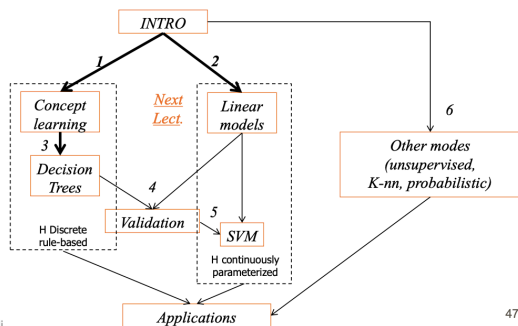 INTRO
1
2
Concept
learning
Next
Lect.
Linear
models
6
3
Decision
Trees
4
Other modes
(unsupervised,
K-nn, probabilistic)
Validation
5
SVM
H Discrete
rule-based
H continuously
parameterized
Applications
47